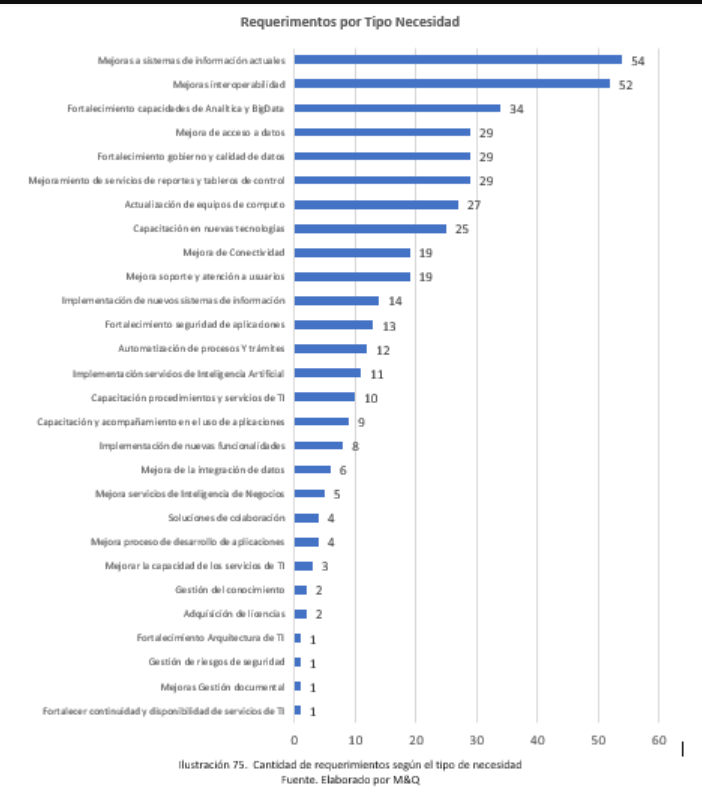 Requerimentos por Tipo Necesidad
Mejoras a sistemas de información actuales 54
Mejoras interoperabilidad 52
Fortalecimiento capacidades de Analítica y BigData 34
Mejora de acceso a datos 29
Fortalecimiento gobierno y calidad de datos 29
Mejoramiento de servicios de reportes y tableros de control 29
Actualización de equipos de computo 27
Capacitación en nuevas tecnologías 25
Mejora de Conectividad 19
Mejora soporte y atención a usuarios 19
Implementación de nuevos sistemas de información 14
Fortalecimiento seguridad de aplicaciones 13
Automatización de procesos Y trámites 12
Implementación servicios de Inteligencia Artificial 11
Capacitación procedimientos y servicios de TI 10
Capacitación y acompañamiento en el uso de aplicaciones 9
Implementación de nuevas funcionalidades 8
Mejora de la integración de datos 6
Mejora servicios de Inteligencia de Negocios 5
Soluciones de colaboración 4
Mejora proceso de desarrollo de aplicaciones 4
Mejorar la capacidad de los servicios de TI 3
Gestión del conocimiento 2
Adquisición de licencias 2
Fortalecimiento Arquitectura de TI 1
Gestión de riesgos de seguridad 1
Mejoras Gestión documental 1
Fortalecer continuidad y disponibilidad de servicios de TI 1
0 10 20 30 40 50 60
Ilustración 75. Cantidad de requerimientos según el tipo de necesidad
Fuente. Elaborado por M&Q